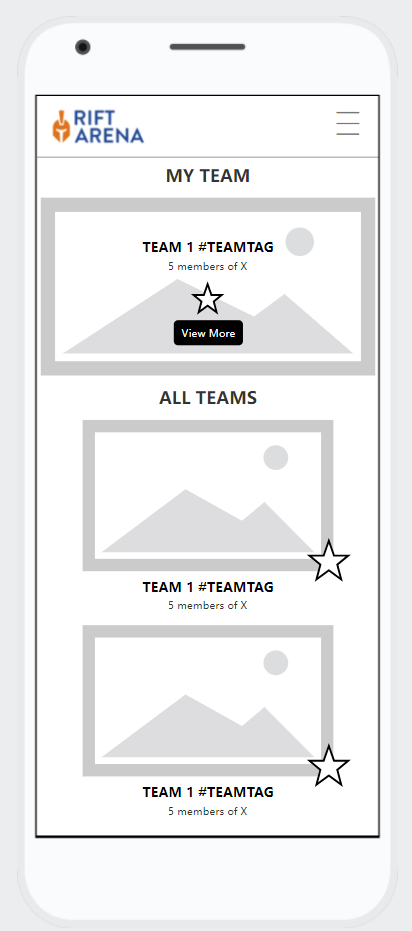 RIFT
ARENA
MY TEAM
TEAM 1 #TEAMTAG
5 members of X
View More
ALL TEAMS
TEAM 1 #TEAMTAG
5 members of X
TEAM 1 #TEAMTAG
5 members of X